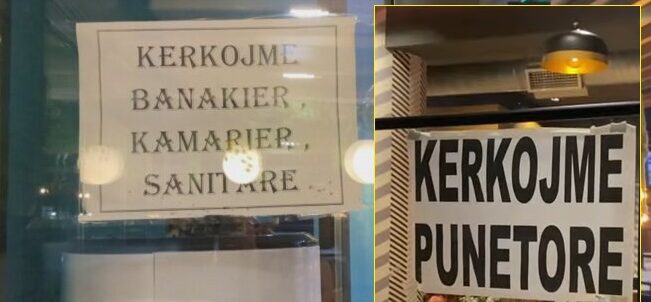 KERKOJME
BANAKIER,
KAMARIER,
SANITARE
KERKOJME
PUNETORE